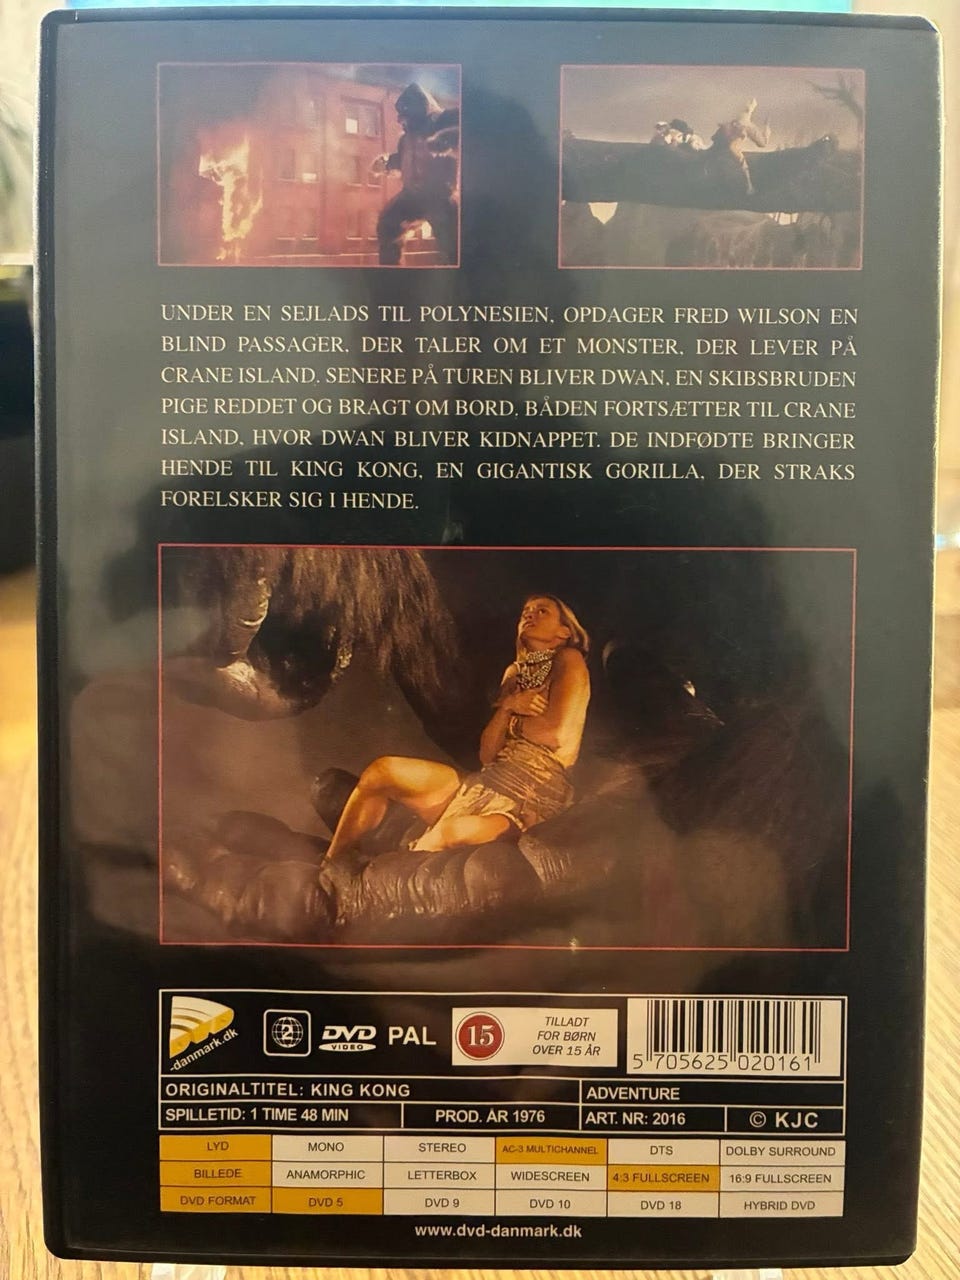 UNDER EN SEJLADS TIL POLYNESIEN, OPDAGER FRED WILSON EN
BLIND PASSAGER, DER TALER OM ET MONSTER, DER LEVER PÅ
CRANE ISLAND. SENERE PÅ TUREN BLIVER DWAN, EN SKIBSBRUDEN
PIGE REDDET OG BRAGT OM BORD. BÅDEN FORTSÆTTER TIL CRANE
ISLAND, HVOR DWAN BLIVER KIDNAPPET. DE INDFØDTE BRINGER
HENDE TIL KING KONG, EN GIGANTISK GORILLA, DER STRAKS
FORELSKER SIG I HENDE.
DVD
-danmark.dk
2
DVD
VIDEO
PAL
15
TILLADT
FOR BØRN
OVER 15 ÅR
5 705625 020161
ORIGINALTITEL: KING KONG
ADVENTURE
SPILLETID: 1 TIME 48 MIN
PROD. ÅR 1976
ART. NR: 2016
© KJC
LYD MONO STEREO AC-3 MULTICHANNEL DTS DOLBY SURROUND
BILLEDE ANAMORPHIC LETTERBOX WIDESCREEN 4:3 FULLSCREEN 16:9 FULLSCREEN
DVD FORMAT DVD 5 DVD 9 DVD 10 DVD 18 HYBRID DVD
www.dvd-danmark.dk